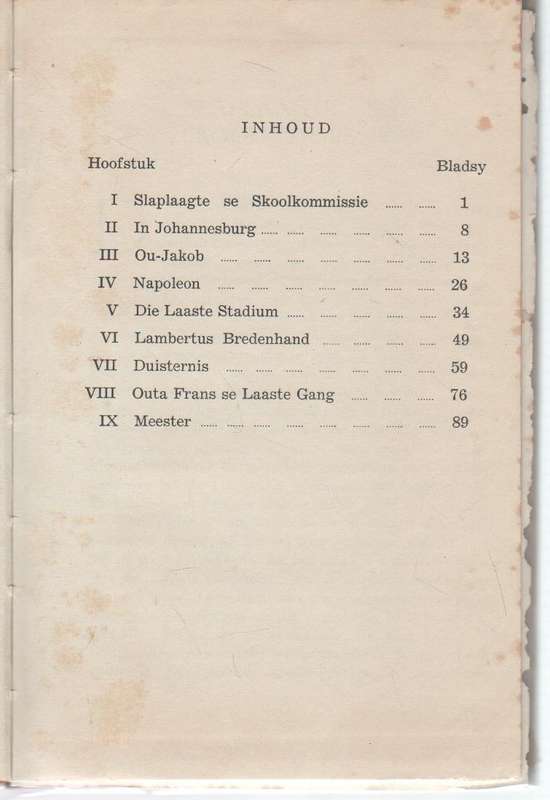 INHOUD
Hoofstuk Bladsy
I Slaplaagte se Skoolkommissie ...... ...... 1
II In Johannesburg ...... ...... ...... ...... ...... ...... 8
III Ou-Jakob ...... ...... ...... ...... ...... ...... ...... 13
IV Napoleon ...... ...... ...... ...... ...... ...... ...... 26
V Die Laaste Stadium ...... ...... ...... ...... ...... 34
VI Lambertus Bredenhand ...... ...... ...... ...... 49
VII Duisternis ...... ...... ...... ...... ...... ...... ...... 59
VIII Outa Frans se Laaste Gang ...... ...... ...... 76
IX Meester ...... ...... ...... ...... ...... ...... ...... ...... 89